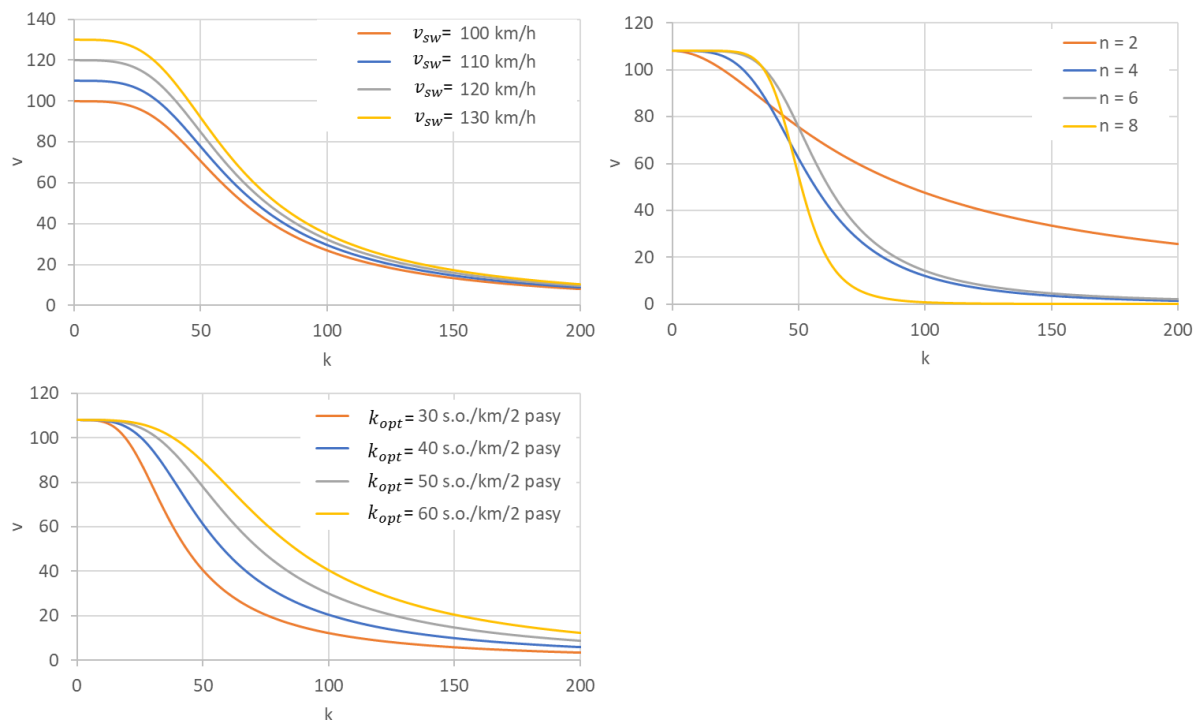 140
120
100
80
60
40
20
0
v
0 50 100 150 200
k
v_sw= 100 km/h
v_sw= 110 km/h
v_sw= 120 km/h
v_sw= 130 km/h
120
100
80
60
40
20
0
v
0 50 100 150 200
k
n = 2
n = 4
n = 6
n = 8
120
100
80
60
40
20
0
v
0 50 100 150 200
k
k_opt= 30 s.o./km/2 pasy
k_opt= 40 s.o./km/2 pasy
k_opt= 50 s.o./km/2 pasy
k_opt= 60 s.o./km/2 pasy